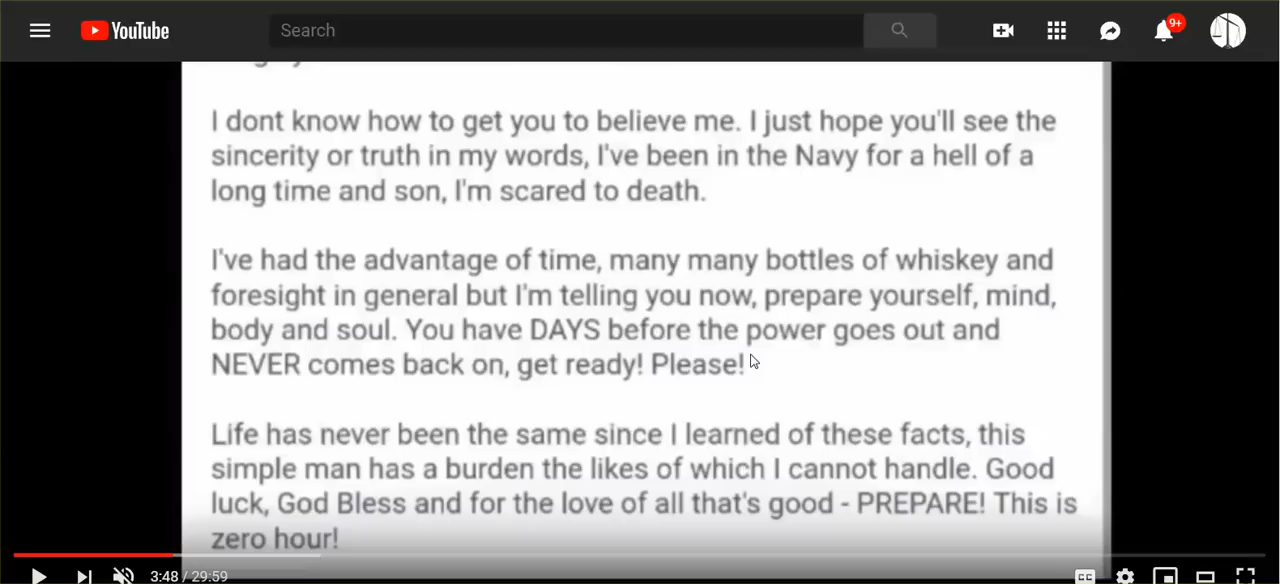 YouTube
Search
9+
I dont know how to get you to believe me. I just hope you'll see the
sincerity or truth in my words, I've been in the Navy for a hell of a
long time and son, I'm scared to death.
I've had the advantage of time, many many bottles of whiskey and
foresight in general but I'm telling you now, prepare yourself, mind,
body and soul. You have DAYS before the power goes out and
NEVER comes back on, get ready! Please!
Life has never been the same since I learned of these facts, this
simple man has a burden the likes of which I cannot handle. Good
luck, God Bless and for the love of all that's good - PREPARE! This is
zero hour!
3:48 / 29:59
CC